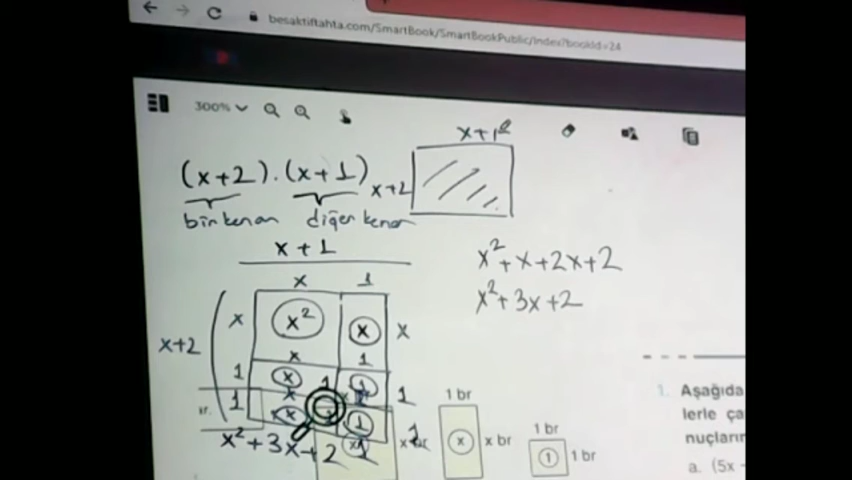 besaktiftahta.com/SmartBook/SmartBookPublic/Index?bookId=24
300%
x+1
(x+2).(x+1)
x+2
bir kenarı diğer kenar
x+1
x²+x+2x+2
x 1
x²+3x+2
x x² x x
x+2
x 1
1 x 1 1 1
1 x 1
x²+3x+2
1 br
x x br
1 br
1 1 br
1. Aşağıda
lerle ça
nuçların
a. (5x -